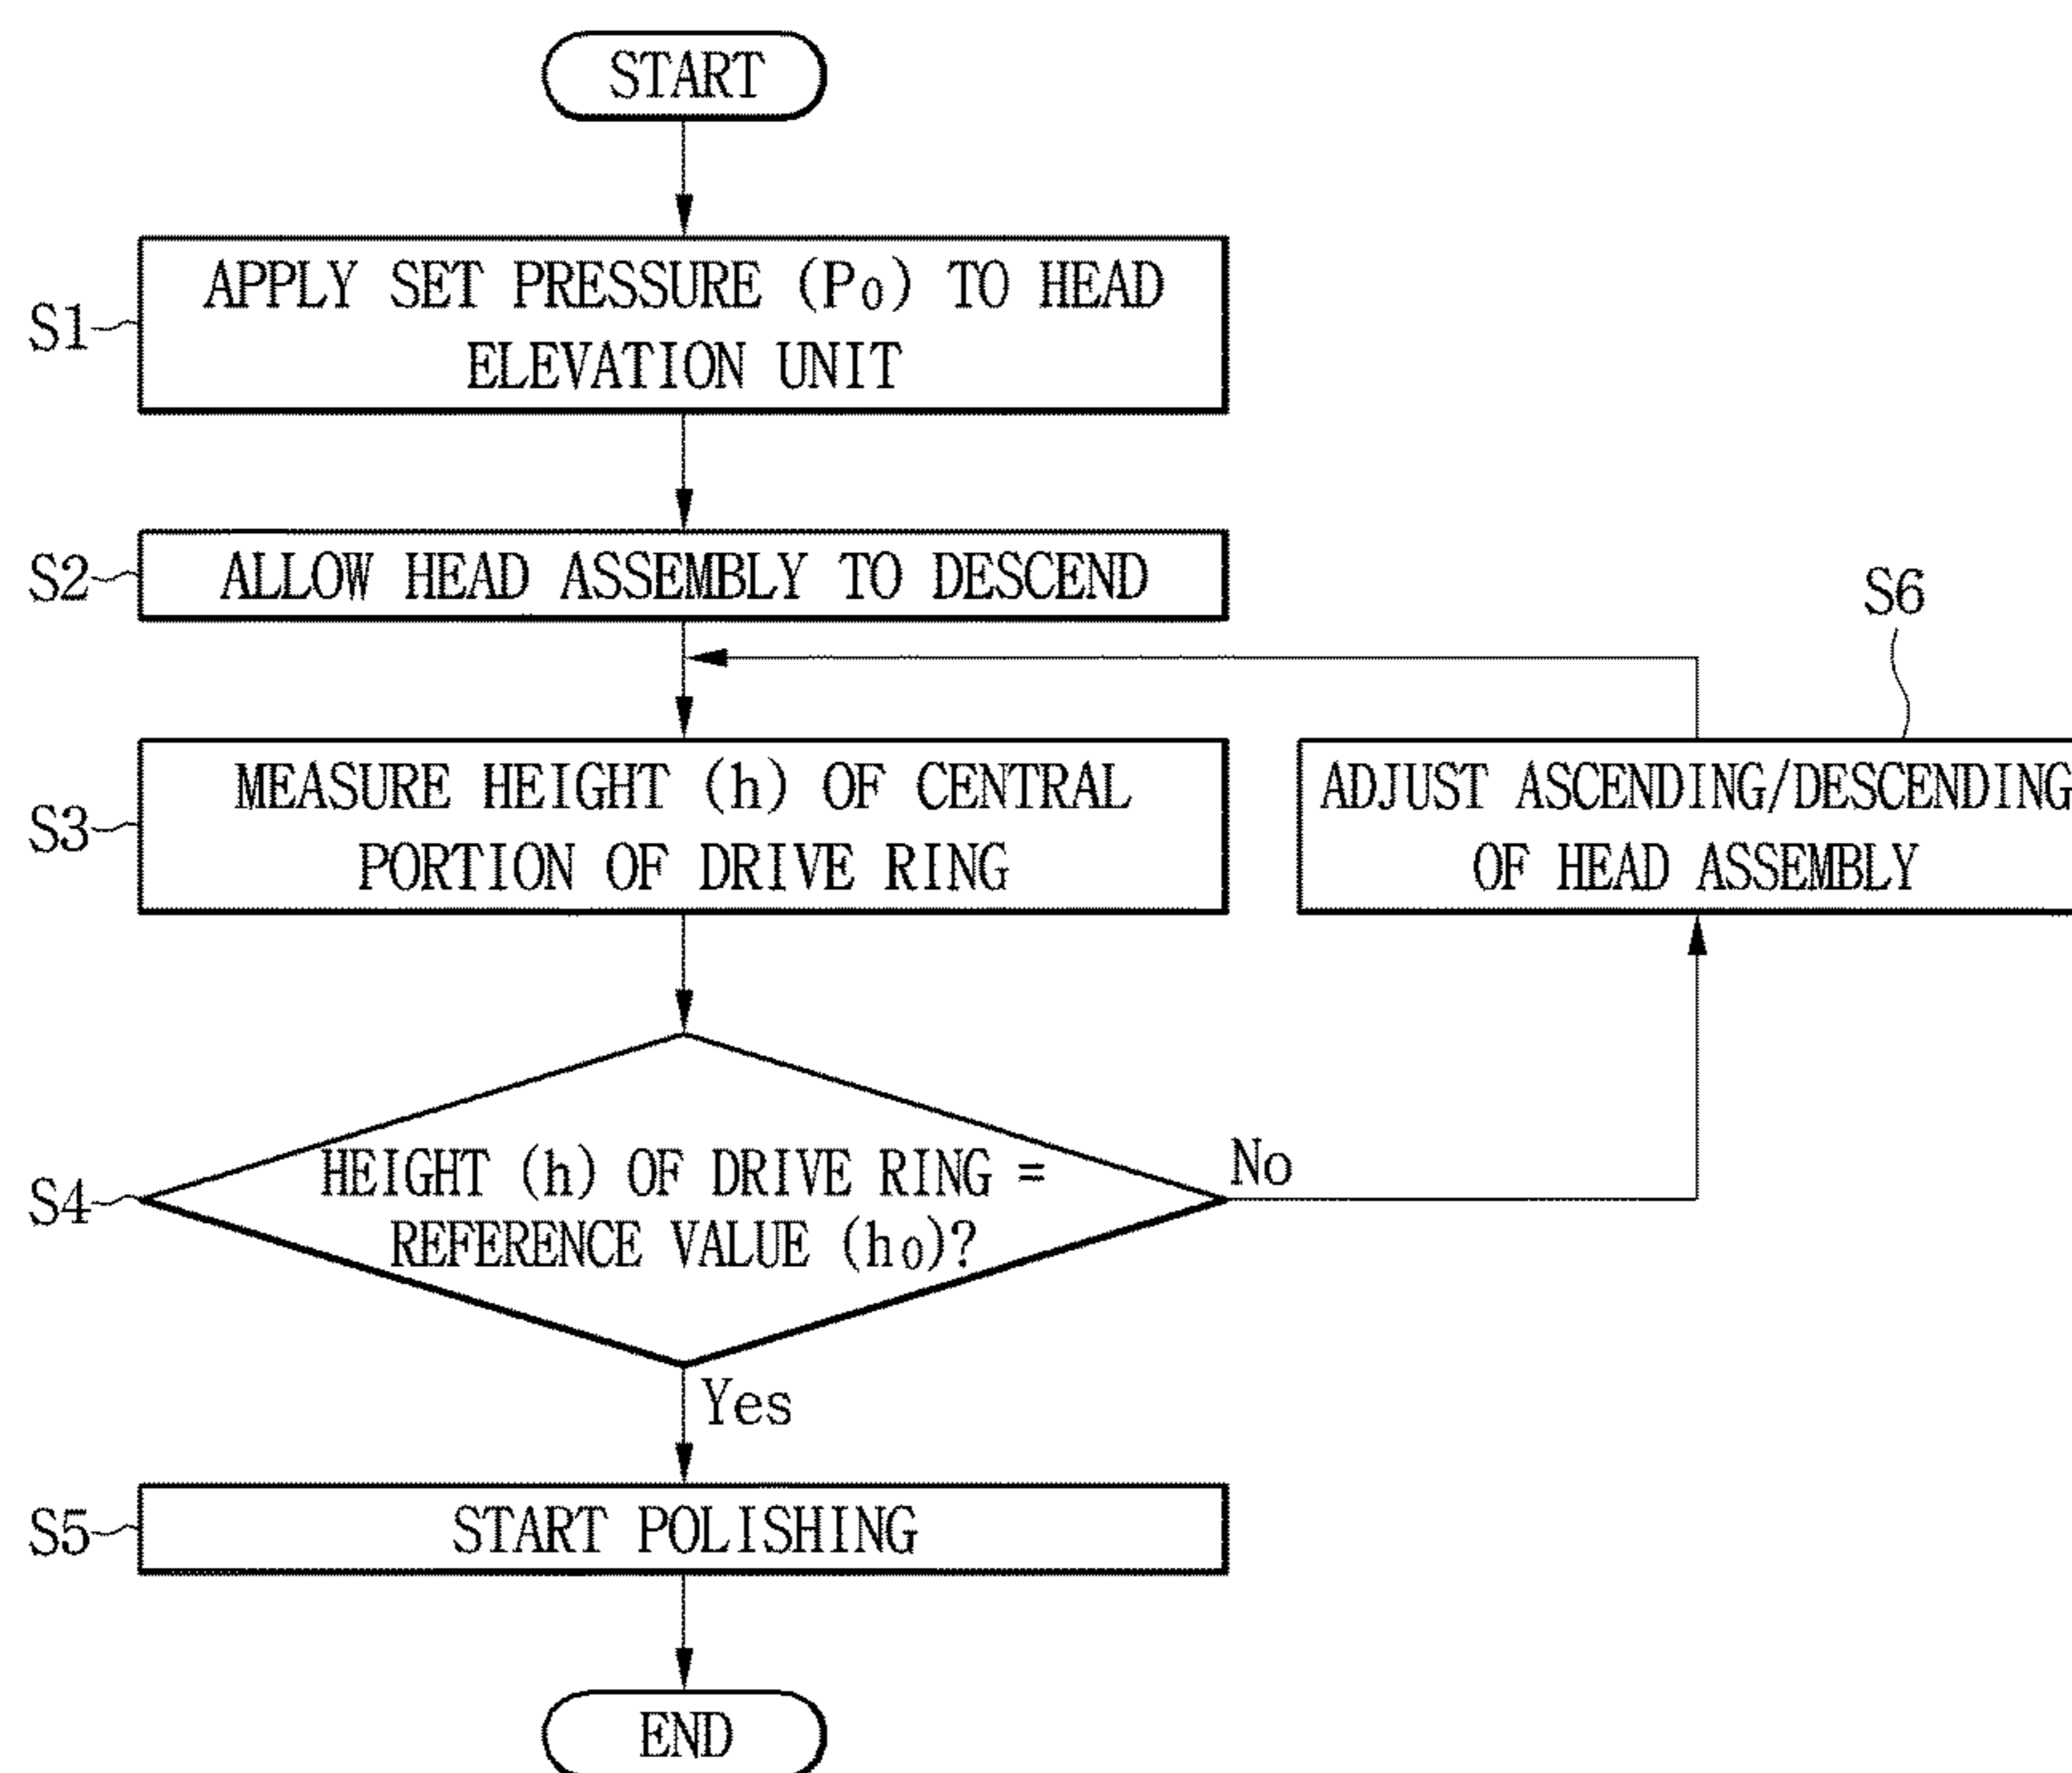 START
S1
APPLY SET PRESSURE (P₀) TO HEAD
ELEVATION UNIT
S2
ALLOW HEAD ASSEMBLY TO DESCEND
S3
MEASURE HEIGHT (h) OF CENTRAL
PORTION OF DRIVE RING
S6
ADJUST ASCENDING/DESCENDING
OF HEAD ASSEMBLY
S4
HEIGHT (h) OF DRIVE RING =
REFERENCE VALUE (h₀)?
No
Yes
S5
START POLISHING
END